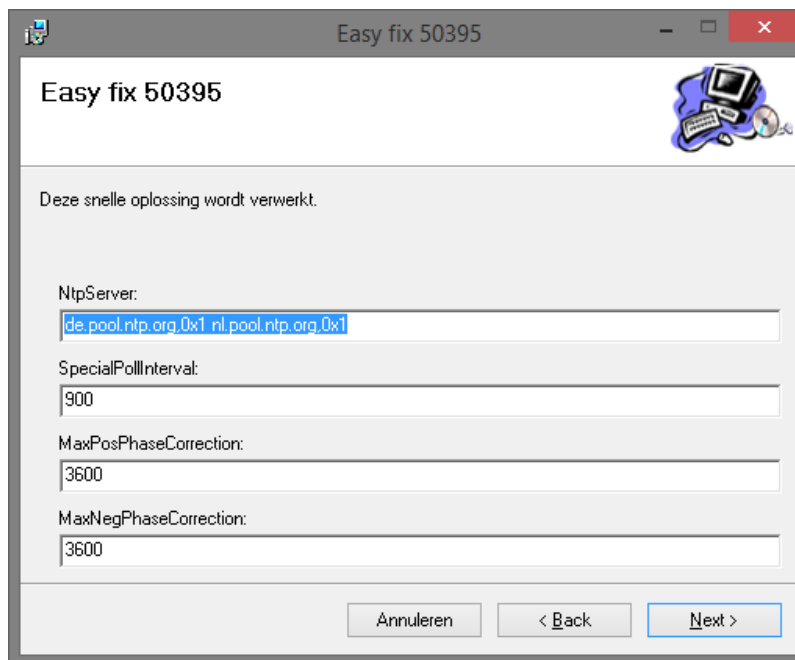 Easy fix 50395
Easy fix 50395
Deze snelle oplossing wordt verwerkt.
NtpServer:
de.pool.ntp.org,0x1 nl.pool.ntp.org,0x1
SpecialPollInterval:
900
MaxPosPhaseCorrection:
3600
MaxNegPhaseCorrection:
3600
Annuleren < Back Next >